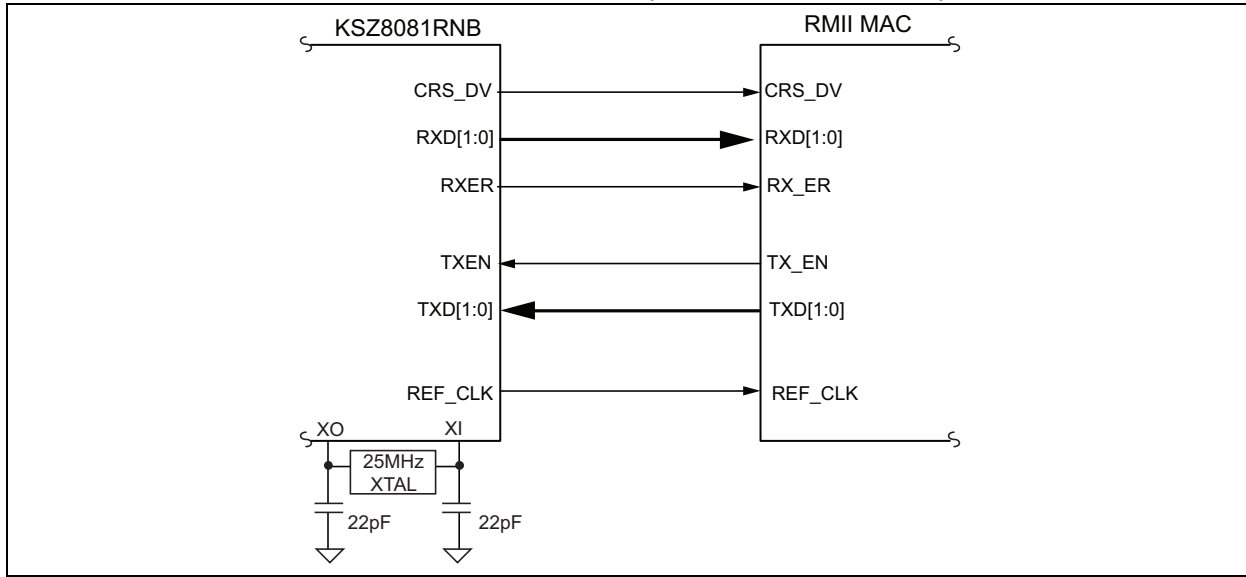 KSZ8081RNB RMII MAC
CRS_DV CRS_DV
RXD[1:0] RXD[1:0]
RXER RX_ER
TXEN TX_EN
TXD[1:0] TXD[1:0]
REF_CLK REF_CLK
XO XI
25MHz
XTAL
22pF 22pF